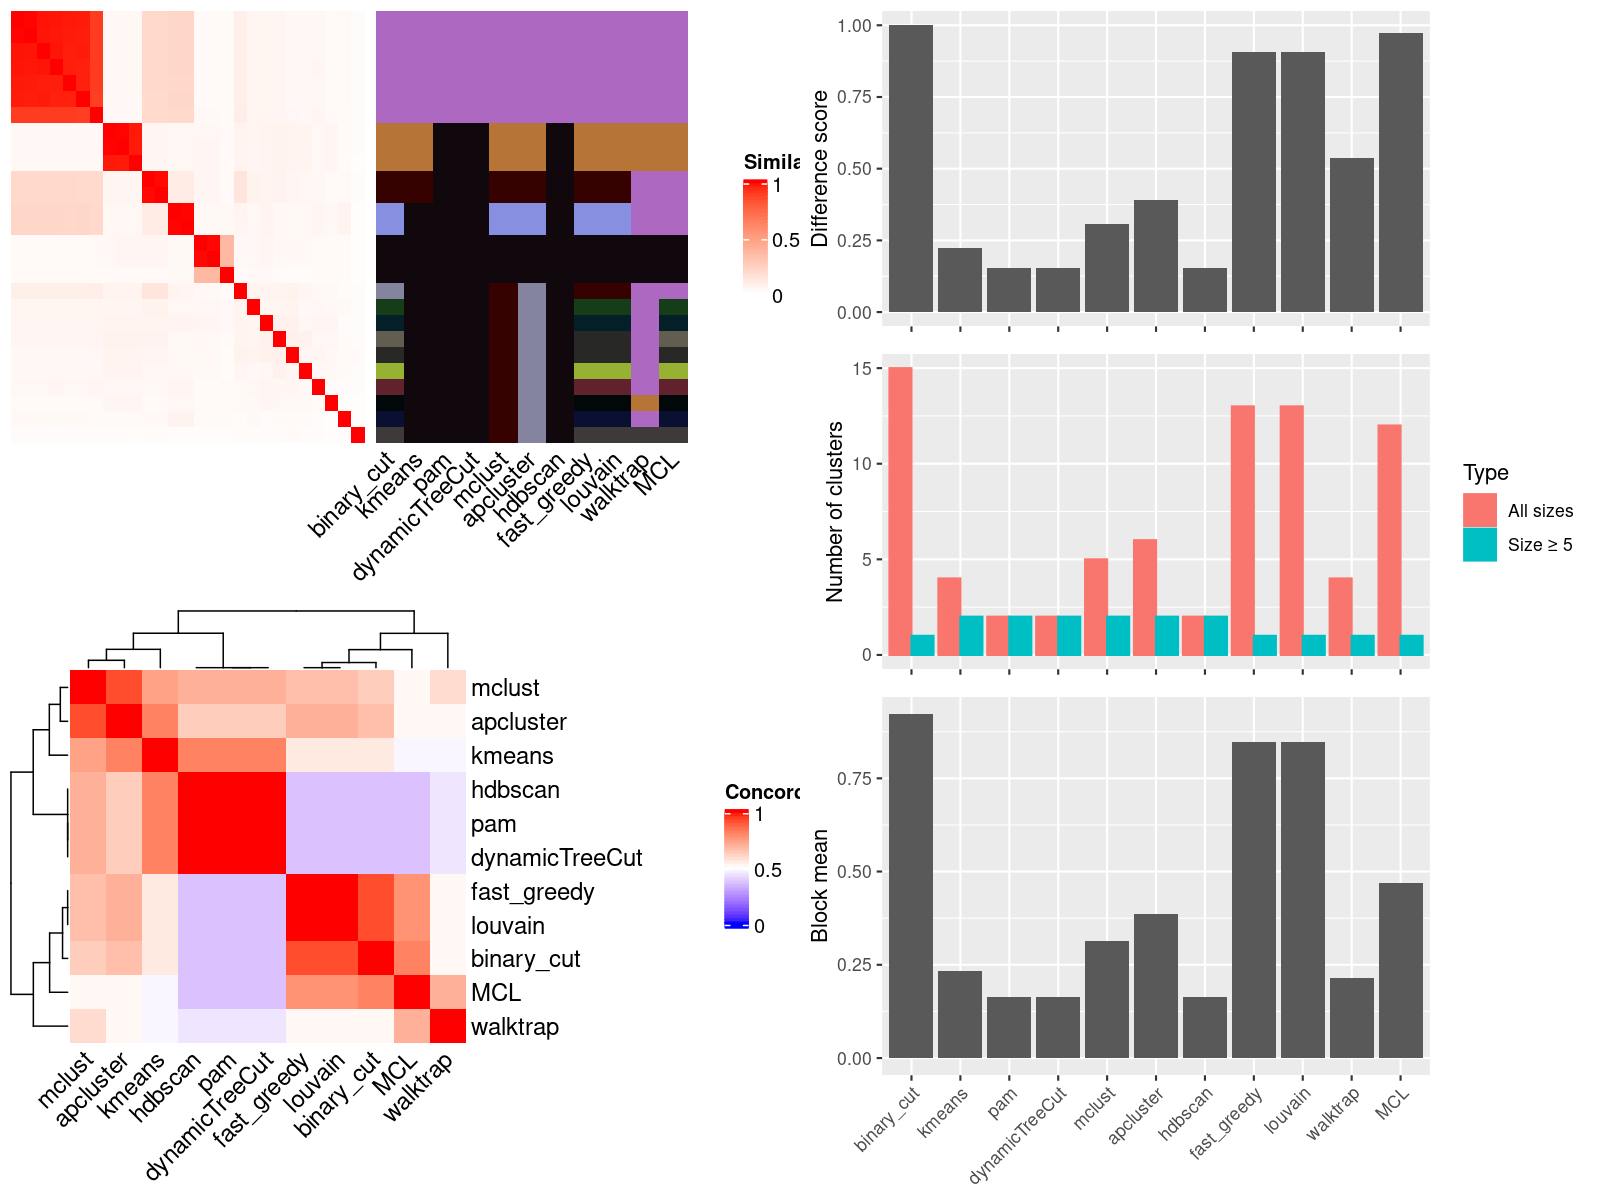 Simila
1
0.5
0
binary_cut
kmeans
pam
dynamicTreeCut
mclust
apcluster
hdbscan
fast_greedy
louvain
walktrap
MCL
mclust
apcluster
kmeans
hdbscan
pam
dynamicTreeCut
fast_greedy
louvain
binary_cut
MCL
walktrap
mclust
apcluster
kmeans
hdbscan
pam
dynamicTreeCut
fast_greedy
louvain
binary_cut
MCL
walktrap
Concord
1
0.5
0
Difference score
1.00
0.75
0.50
0.25
0.00
Number of clusters
15
10
5
0
Type
All sizes
Size ≥ 5
Block mean
0.75
0.50
0.25
0.00
binary_cut
kmeans
pam
dynamicTreeCut
mclust
apcluster
hdbscan
fast_greedy
louvain
walktrap
MCL